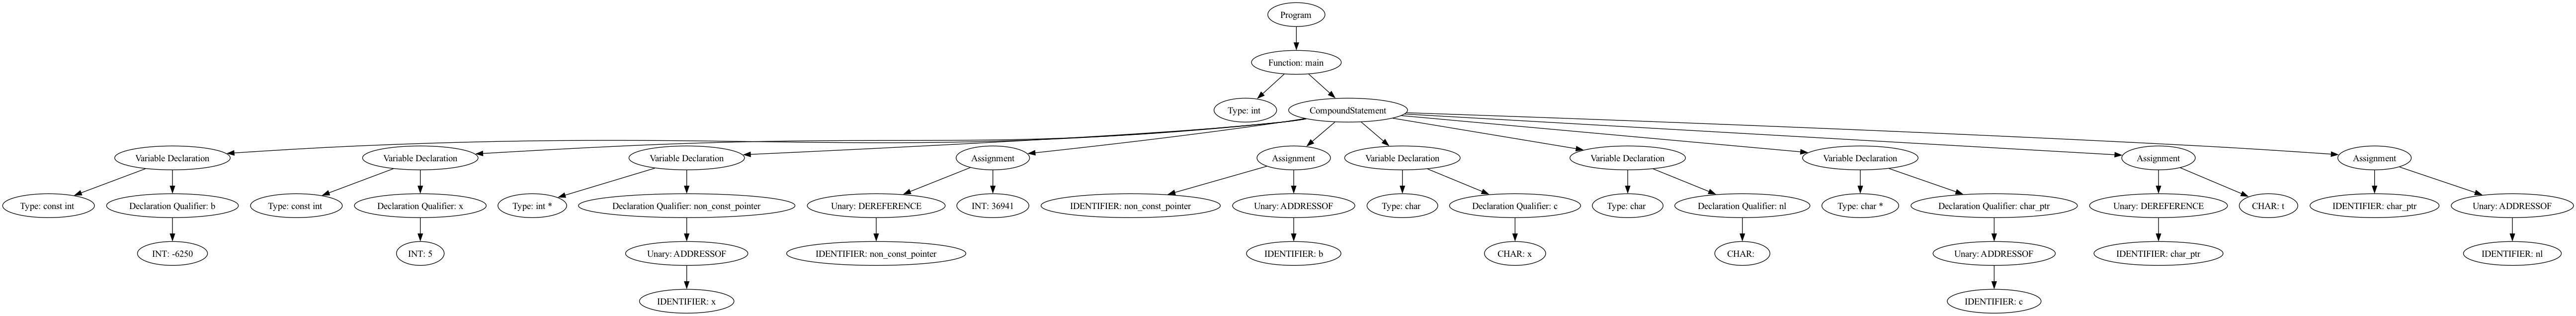 Program
Function: main
Type: int
CompoundStatement
Variable Declaration
Variable Declaration
Variable Declaration
Assignment
Assignment
Variable Declaration
Variable Declaration
Variable Declaration
Assignment
Assignment
Type: const int
Declaration Qualifier: b
Type: const int
Declaration Qualifier: x
Type: int *
Declaration Qualifier: non_const_pointer
Unary: DEREFERENCE
INT: 36941
IDENTIFIER: non_const_pointer
Unary: ADDRESSOF
Type: char
Declaration Qualifier: c
Type: char
Declaration Qualifier: nl
Type: char *
Declaration Qualifier: char_ptr
Unary: DEREFERENCE
CHAR: t
IDENTIFIER: char_ptr
Unary: ADDRESSOF
INT: -6250
INT: 5
Unary: ADDRESSOF
IDENTIFIER: non_const_pointer
IDENTIFIER: b
CHAR: x
CHAR:
Unary: ADDRESSOF
IDENTIFIER: char_ptr
IDENTIFIER: nl
IDENTIFIER: x
IDENTIFIER: c